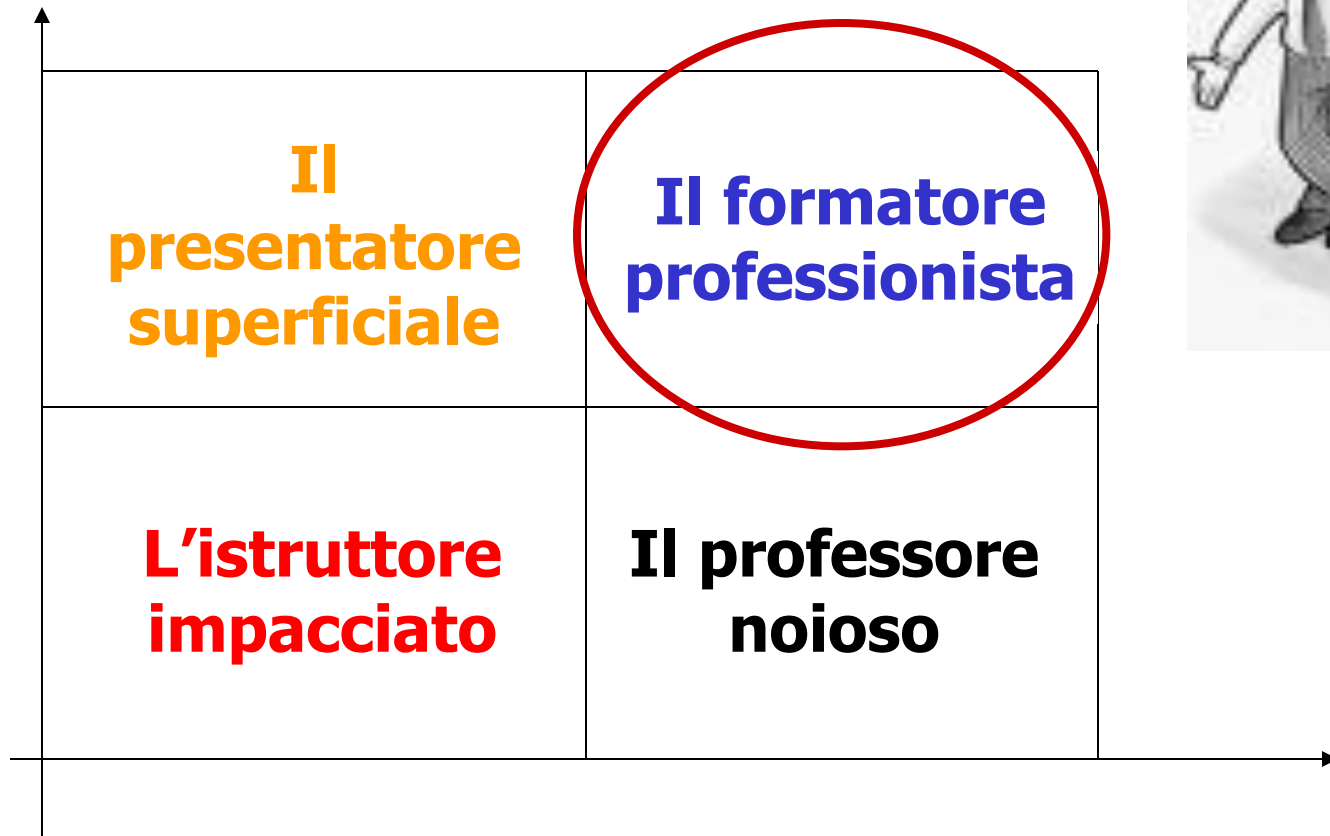 Il
presentatore
superficiale
Il formatore
professionista
L’istruttore
impacciato
Il professore
noioso